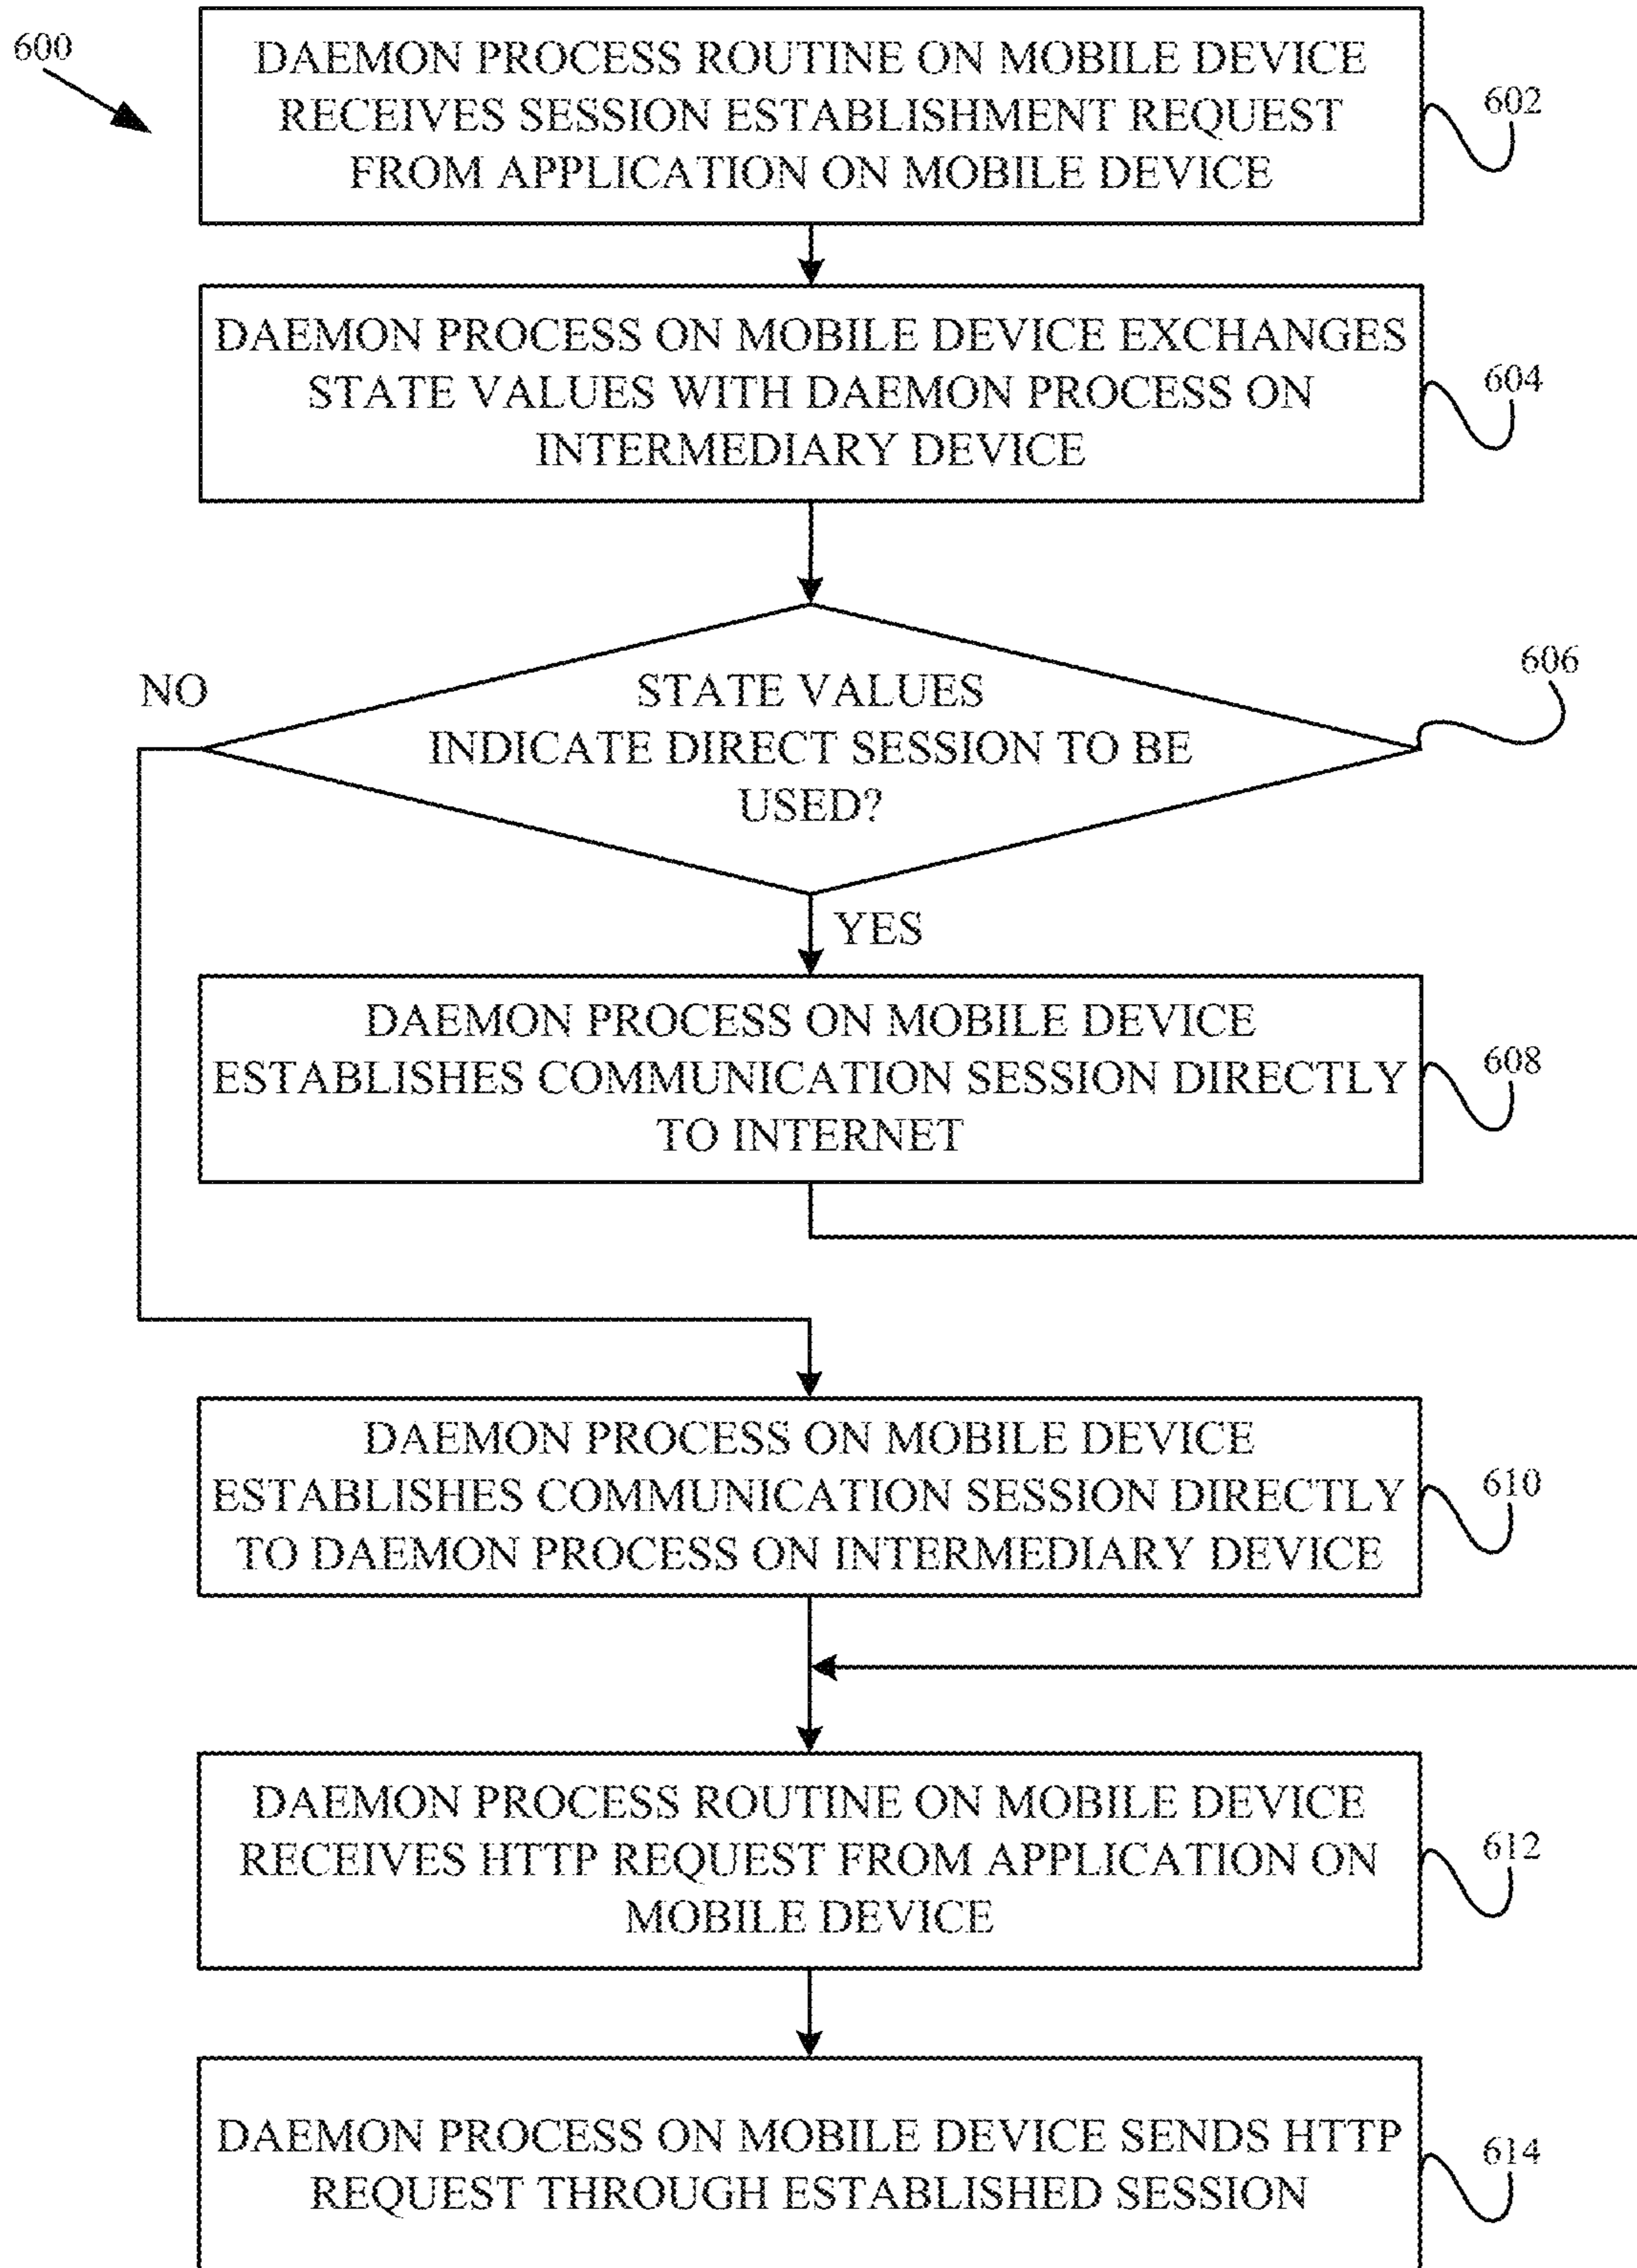 600
DAEMON PROCESS ROUTINE ON MOBILE DEVICE
RECEIVES SESSION ESTABLISHMENT REQUEST
FROM APPLICATION ON MOBILE DEVICE
602
DAEMON PROCESS ON MOBILE DEVICE EXCHANGES
STATE VALUES WITH DAEMON PROCESS ON
INTERMEDIARY DEVICE
604
NO
STATE VALUES
INDICATE DIRECT SESSION TO BE
USED?
606
YES
DAEMON PROCESS ON MOBILE DEVICE
ESTABLISHES COMMUNICATION SESSION DIRECTLY
TO INTERNET
608
DAEMON PROCESS ON MOBILE DEVICE
ESTABLISHES COMMUNICATION SESSION DIRECTLY
TO DAEMON PROCESS ON INTERMEDIARY DEVICE
610
DAEMON PROCESS ROUTINE ON MOBILE DEVICE
RECEIVES HTTP REQUEST FROM APPLICATION ON
MOBILE DEVICE
612
DAEMON PROCESS ON MOBILE DEVICE SENDS HTTP
REQUEST THROUGH ESTABLISHED SESSION
614